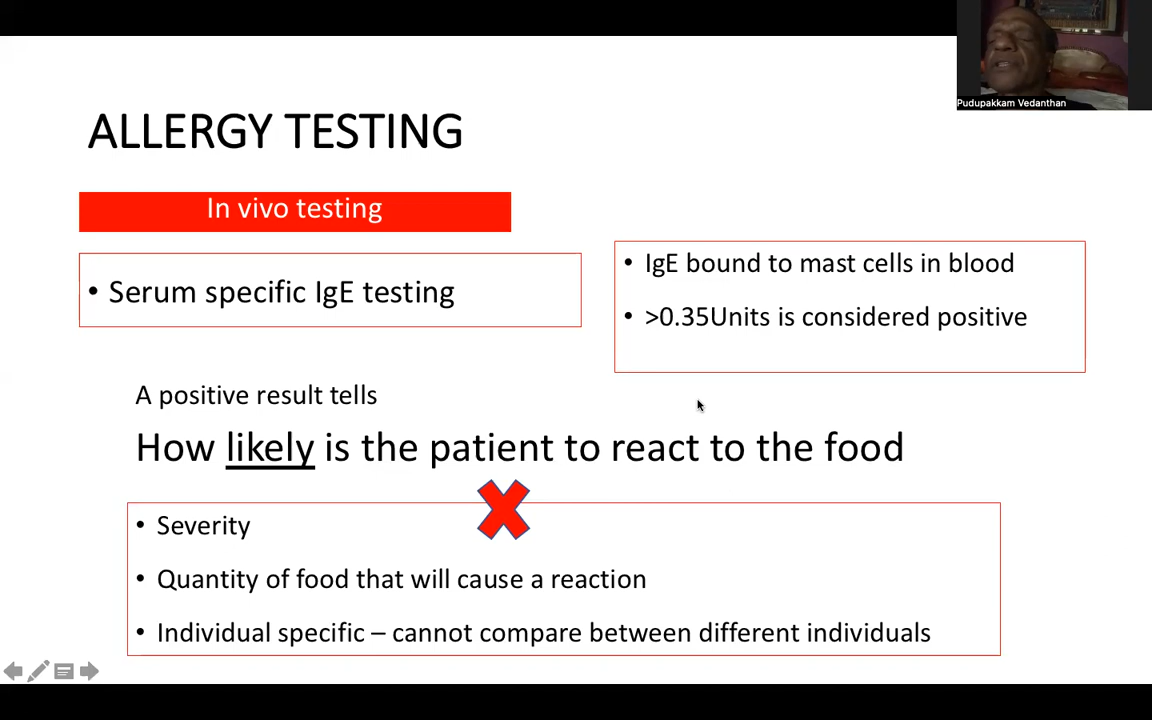 Pudupakkam Vedanthan
ALLERGY TESTING
In vivo testing
• Serum specific IgE testing
• IgE bound to mast cells in blood
• >0.35Units is considered positive
A positive result tells
How likely is the patient to react to the food
• Severity
• Quantity of food that will cause a reaction
• Individual specific – cannot compare between different individuals